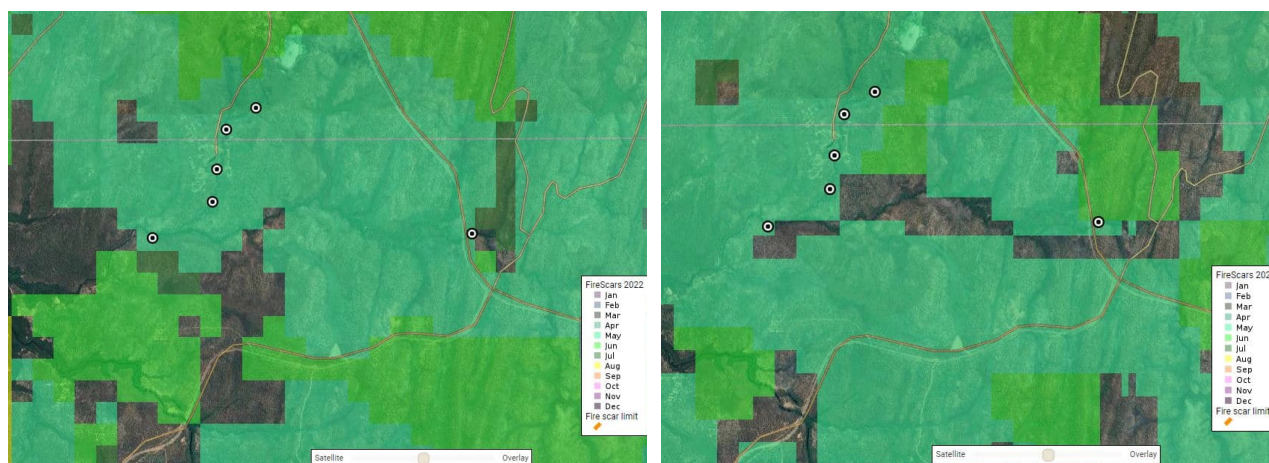 FireScars 2022
Jan
Feb
Mar
Apr
May
Jun
Jul
Aug
Sep
Oct
Nov
Dec
Fire scar limit
Satellite
Overlay
FireScars 202
Jan
Feb
Mar
Apr
May
Jun
Jul
Aug
Sep
Oct
Nov
Dec
Fire scar limit
Satellite
Overlay